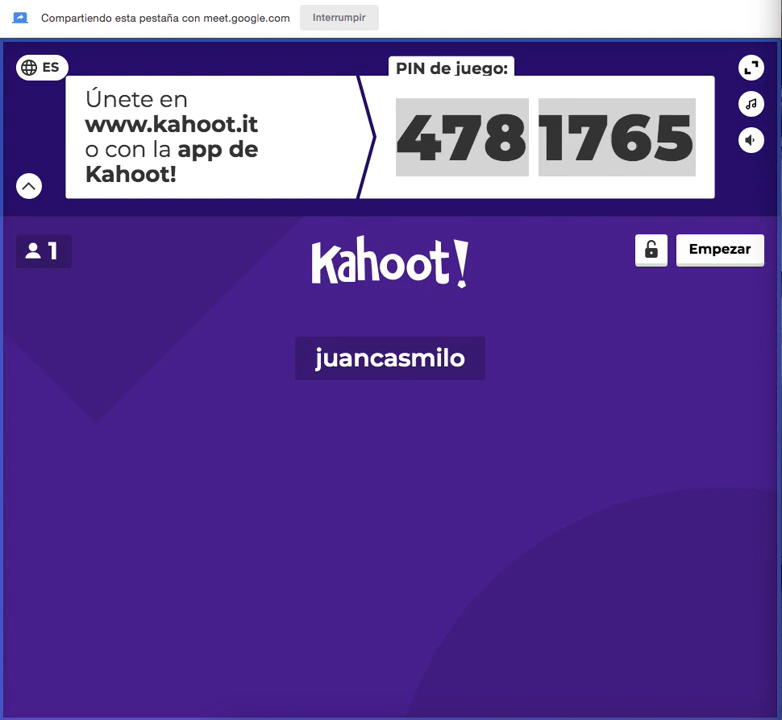 Compartiendo esta pestaña con meet.google.com Interrumpir
ES
PIN de juego:
Únete en
www.kahoot.it
o con la app de
Kahoot!
478 1765
1
Kahoot!
Empezar
juancasmilo